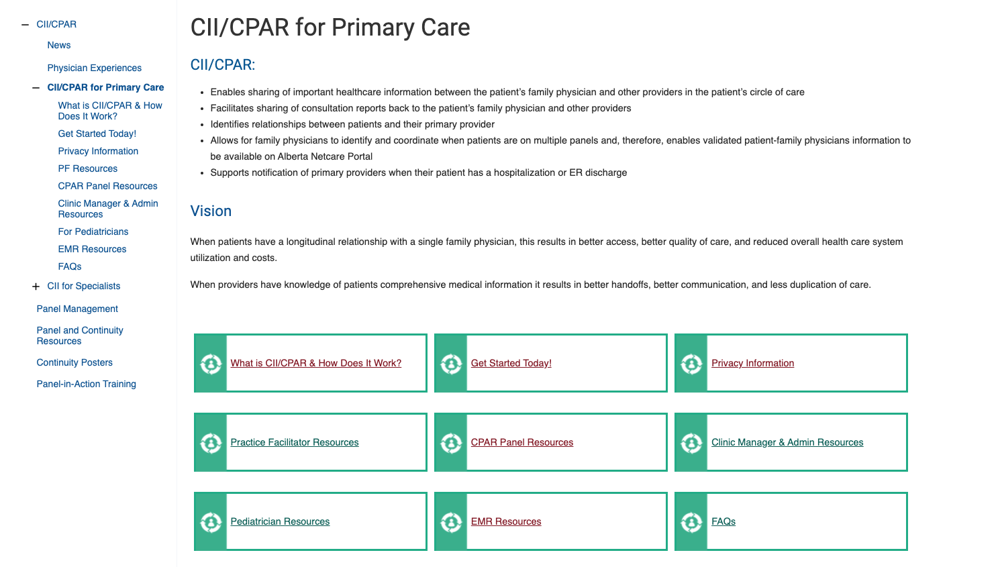 CII/CPAR
News
Physician Experiences
CII/CPAR for Primary Care
What is CII/CPAR & How
Does It Work?
Get Started Today!
Privacy Information
PF Resources
CPAR Panel Resources
Clinic Manager & Admin
Resources
For Pediatricians
EMR Resources
FAQs
CII for Specialists
Panel Management
Panel and Continuity
Resources
Continuity Posters
Panel-in-Action Training
CII/CPAR for Primary Care
CII/CPAR:
• Enables sharing of important healthcare information between the patient’s family physician and other providers in the patient’s circle of care
• Facilitates sharing of consultation reports back to the patient’s family physician and other providers
• Identifies relationships between patients and their primary provider
• Allows for family physicians to identify and coordinate when patients are on multiple panels and, therefore, enables validated patient-family physicians information to
be available on Alberta Netcare Portal
• Supports notification of primary providers when their patient has a hospitalization or ER discharge
Vision
When patients have a longitudinal relationship with a single family physician, this results in better access, better quality of care, and reduced overall health care system
utilization and costs.
When providers have knowledge of patients comprehensive medical information it results in better handoffs, better communication, and less duplication of care.
What is CII/CPAR & How Does It Work?
Get Started Today!
Privacy Information
Practice Facilitator Resources
CPAR Panel Resources
Clinic Manager & Admin Resources
Pediatrician Resources
EMR Resources
FAQs